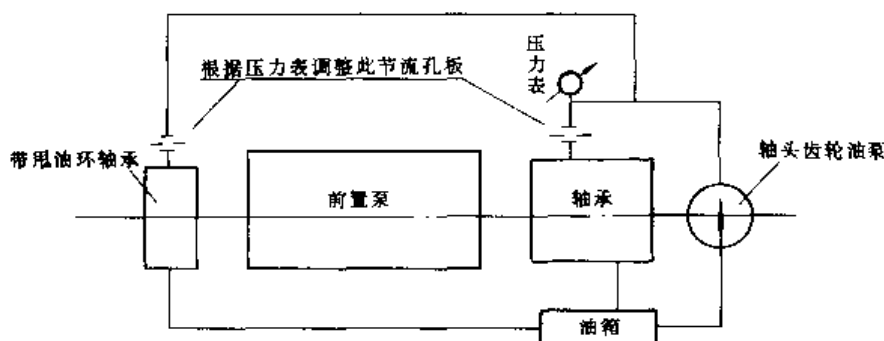 压力表
根据压力表调整此节流孔板
带甩油环轴承
轴头齿轮油泵
前置泵
轴承
油箱